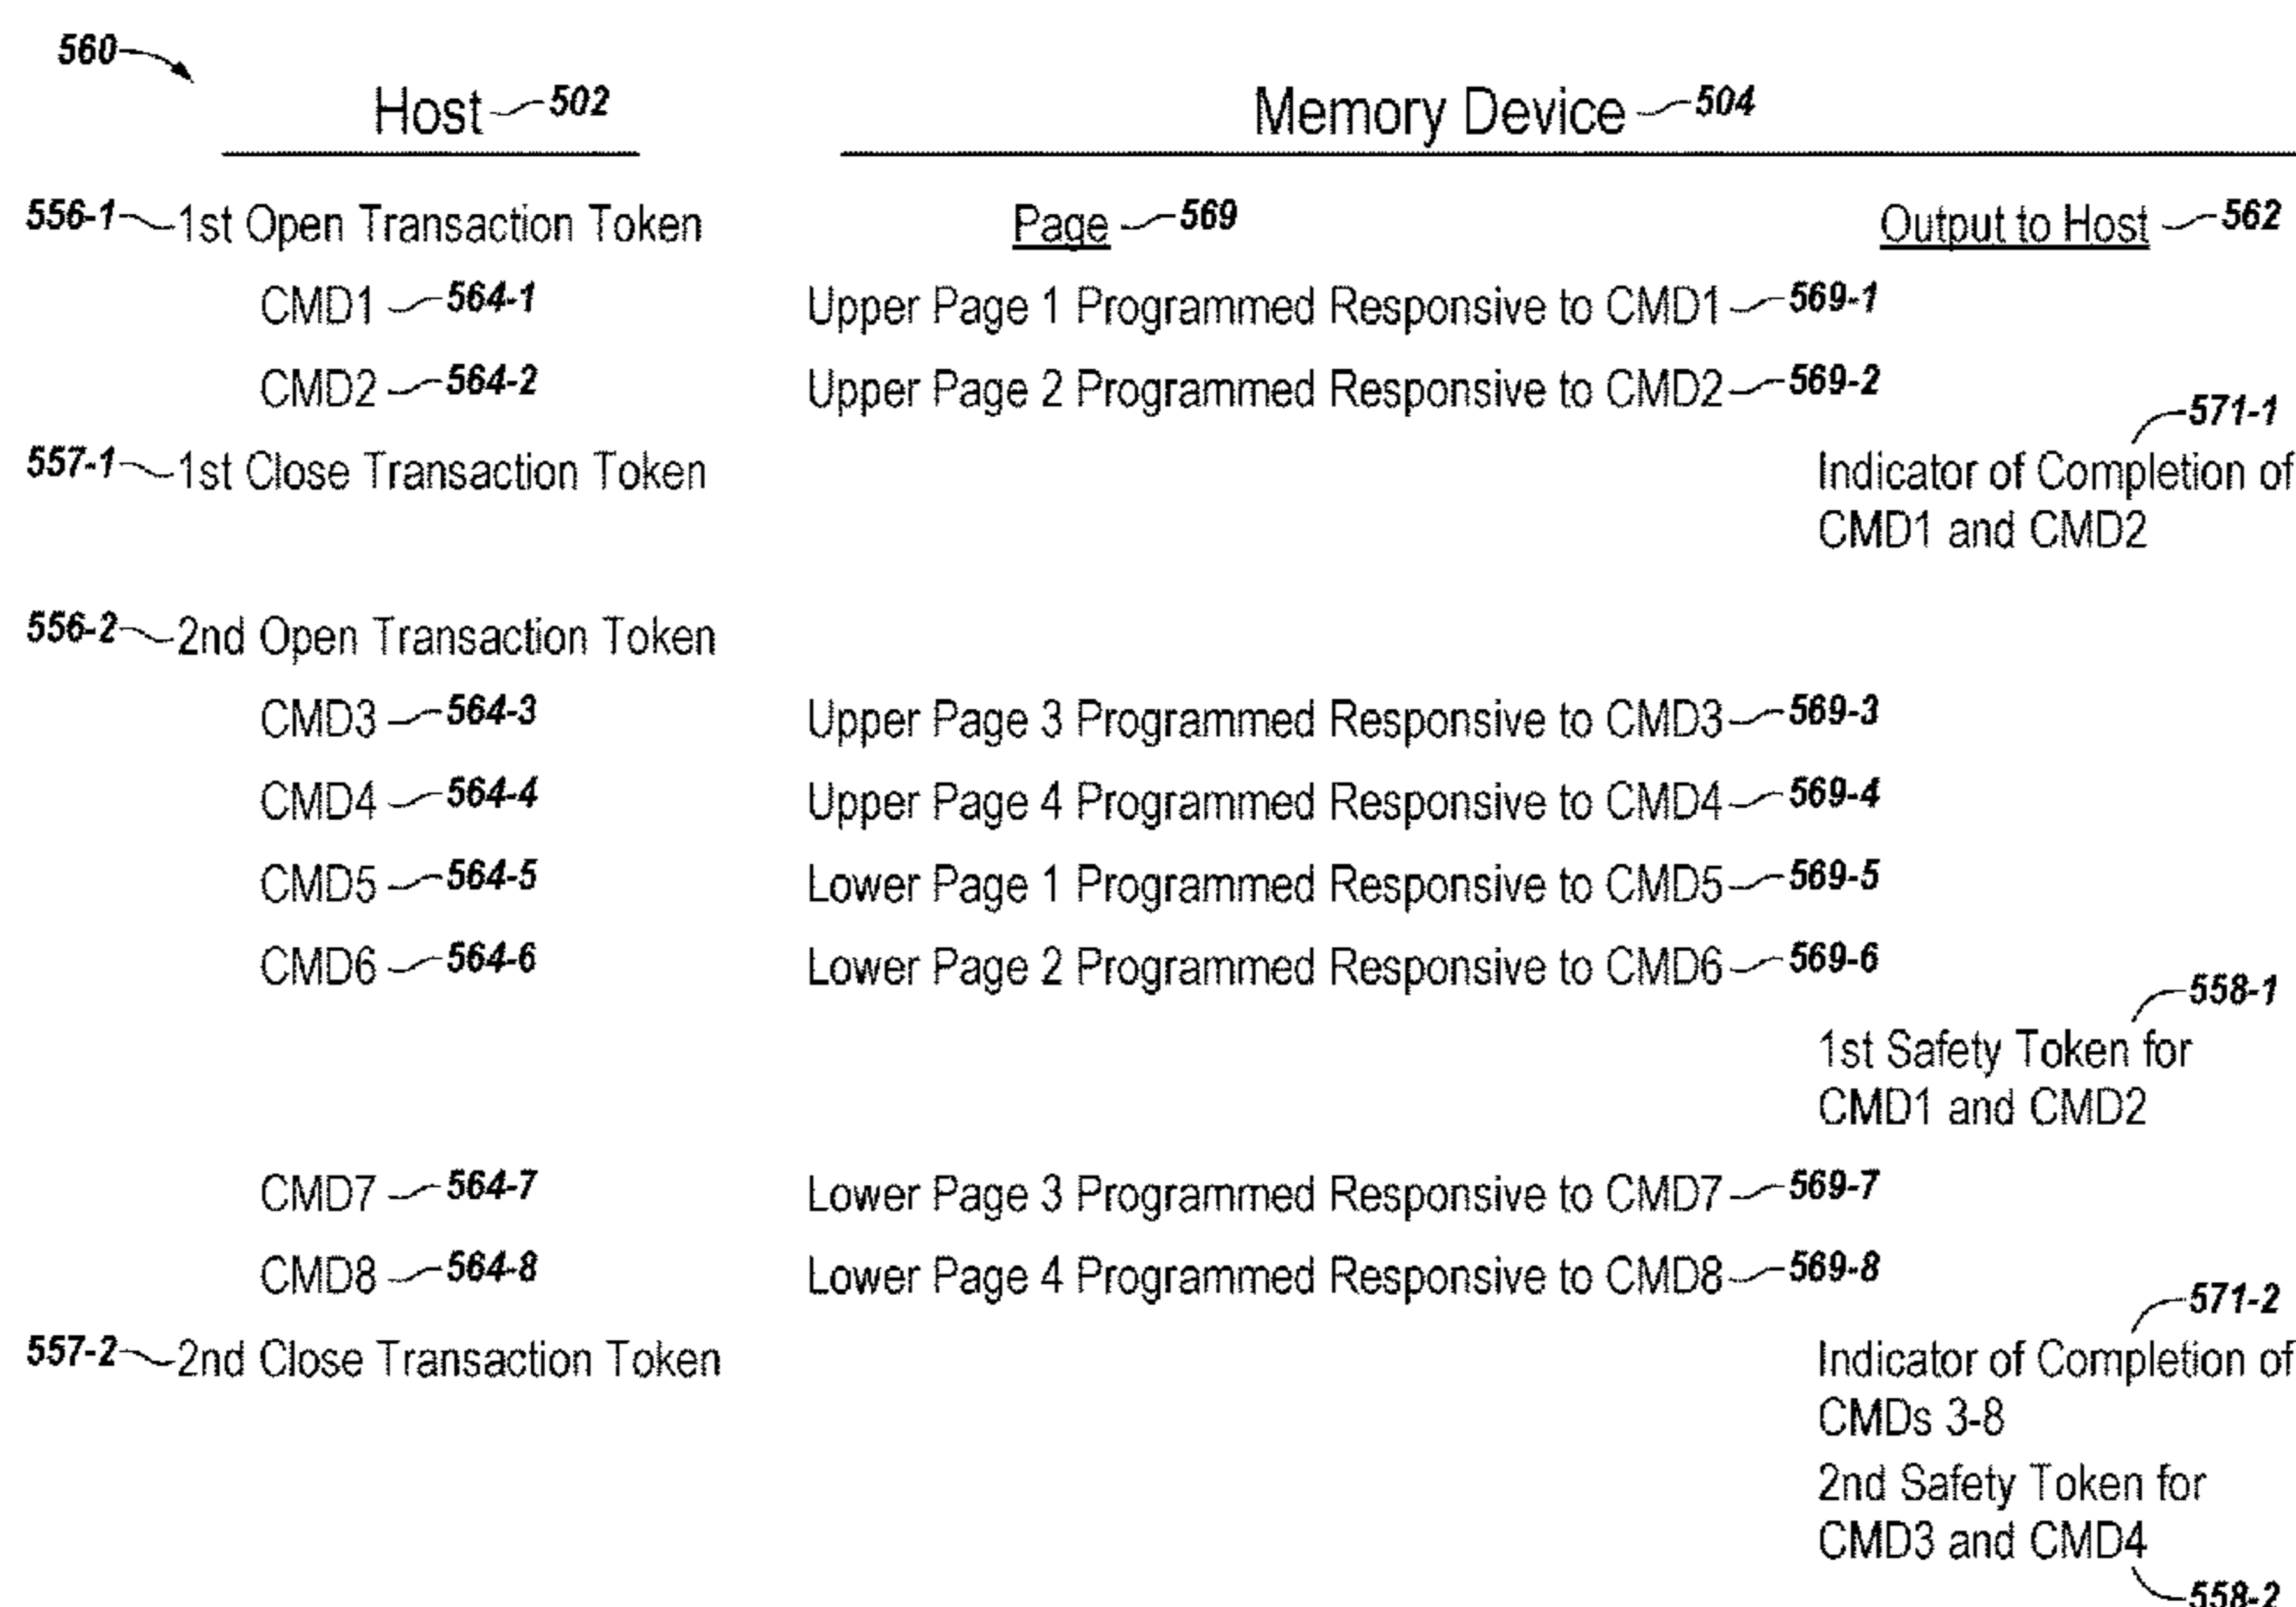 560
Host 502 Memory Device 504
556-1 1st Open Transaction Token Page 569 Output to Host 562
CMD1 564-1 Upper Page 1 Programmed Responsive to CMD1 569-1
CMD2 564-2 Upper Page 2 Programmed Responsive to CMD2 569-2
571-1
557-1 1st Close Transaction Token Indicator of Completion of
CMD1 and CMD2
556-2 2nd Open Transaction Token
CMD3 564-3 Upper Page 3 Programmed Responsive to CMD3 569-3
CMD4 564-4 Upper Page 4 Programmed Responsive to CMD4 569-4
CMD5 564-5 Lower Page 1 Programmed Responsive to CMD5 569-5
CMD6 564-6 Lower Page 2 Programmed Responsive to CMD6 569-6
558-1
1st Safety Token for
CMD1 and CMD2
CMD7 564-7 Lower Page 3 Programmed Responsive to CMD7 569-7
CMD8 564-8 Lower Page 4 Programmed Responsive to CMD8 569-8
571-2
557-2 2nd Close Transaction Token Indicator of Completion of
CMDs 3-8
2nd Safety Token for
CMD3 and CMD4
558-2